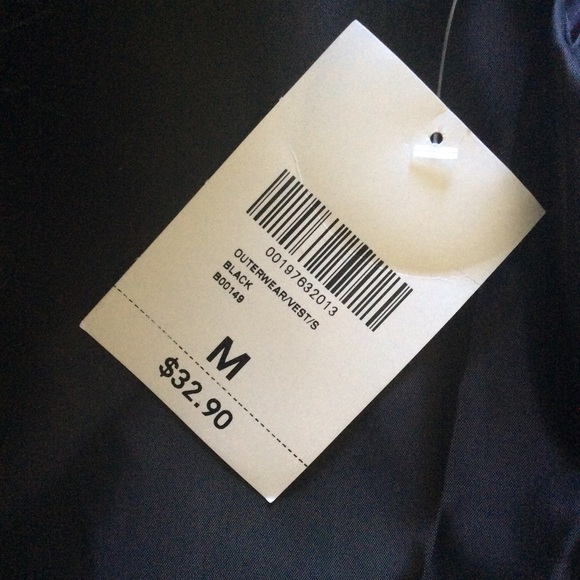 00197632013
OUTERWEAR/VEST/S
BLACK
B00149
M
$32.90